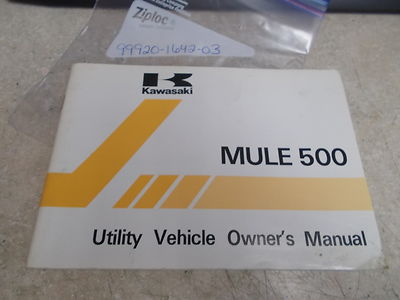 Ziploc
99920-1642-03
Kawasaki
MULE 500
Utility Vehicle Owner's Manual